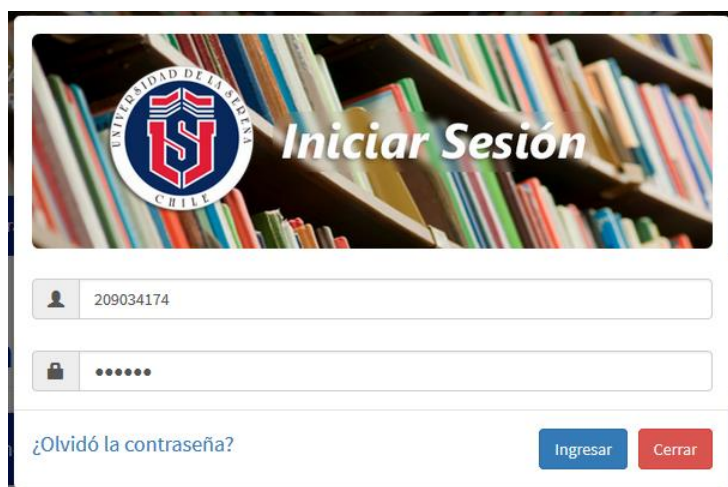 UNIVERSIDAD DE LA SERENA
CHILE
Iniciar Sesión
209034174
••••••
¿Olvidó la contraseña?
Ingresar
Cerrar